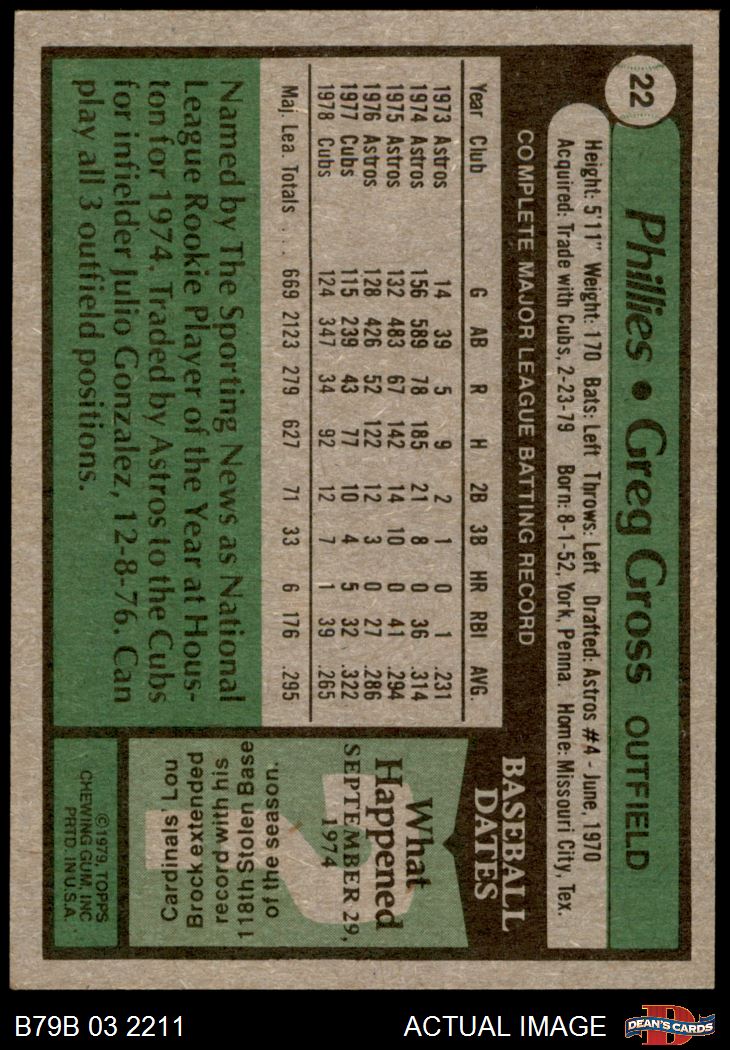 22
Phillies • Greg Gross OUTFIELD
Height: 5'11" Weight: 170 Bats: Left Throws: Left Drafted: Astros #4 - June, 1970
Acquired: Trade with Cubs, 2-23-79 Born: 8-1-52, York, Penna. Home: Missouri City, Tex.
COMPLETE MAJOR LEAGUE BATTING RECORD
Year Club G AB R H 2B 3B HR RBI AVG.
1973 Astros 14 39 5 9 2 1 0 1 .231
1974 Astros 156 589 78 185 21 8 0 36 .314
1975 Astros 132 483 67 142 14 10 0 41 .294
1976 Astros 128 426 52 122 12 3 0 27 .286
1977 Cubs 115 239 43 77 10 4 5 32 .322
1978 Cubs 124 347 34 92 12 7 1 39 .265
Maj. Lea. Totals . . . 669 2123 279 627 71 33 6 176 .295
Named by The Sporting News as National
League Rookie Player of the Year at Hous-
ton for 1974. Traded by Astros to the Cubs
for infielder Julio Gonzalez, 12-8-76. Can
play all 3 outfield positions.
BASEBALL
DATES
What
Happened
SEPTEMBER 29,
1974
Cardinals' Lou
Brock extended
record with his
118th Stolen Base
of the season.
©1979, TOPPS
CHEWING GUM, INC
PRTD. IN U.S.A.
B79B 03 2211
ACTUAL IMAGE
D
DEAN'S CARDS